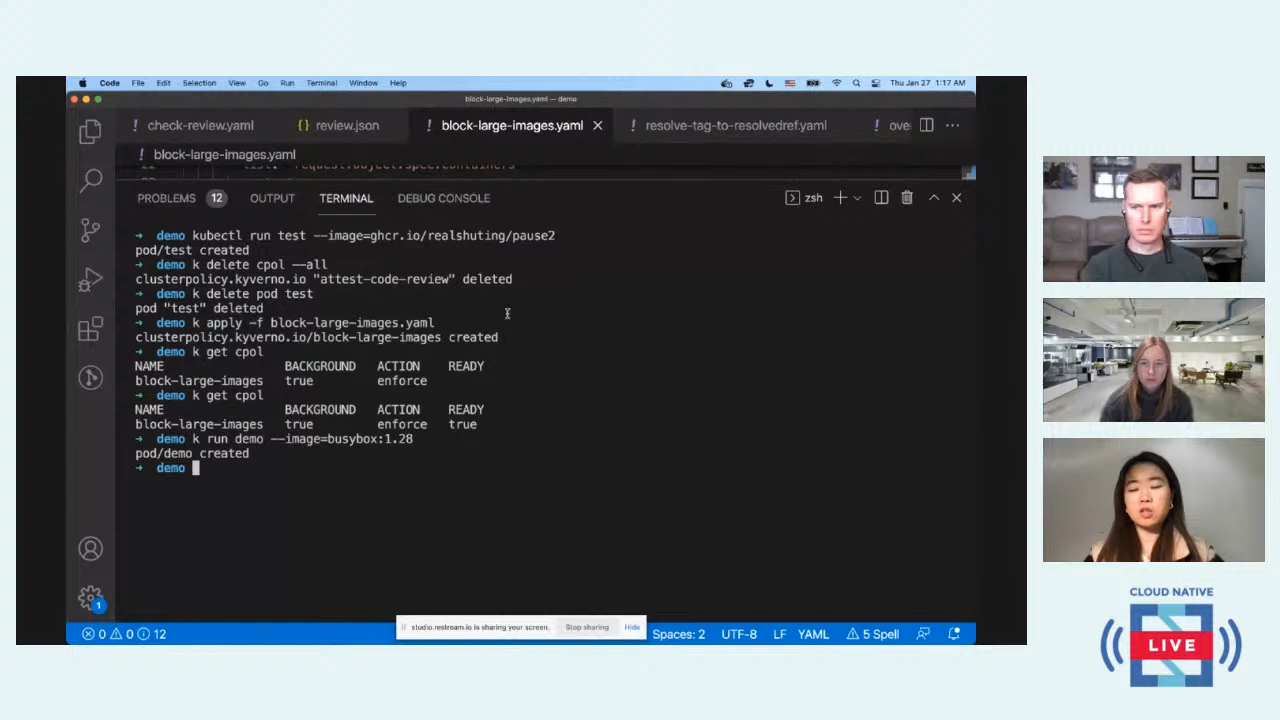 Code File Edit Selection View Go Run Terminal Window Help Thu Jan 27 1:17 AM
block-large-images.yaml — demo
! check-review.yaml {} review.json ! block-large-images.yaml ! resolve-tag-to-resolvedref.yaml ! ove
! block-large-images.yaml
PROBLEMS 12 OUTPUT TERMINAL DEBUG CONSOLE zsh
➜ demo kubectl run test --image=ghcr.io/realshuting/pause2
pod/test created
➜ demo k delete cpol --all
clusterpolicy.kyverno.io "attest-code-review" deleted
➜ demo k delete pod test
pod "test" deleted
➜ demo k apply -f block-large-images.yaml
clusterpolicy.kyverno.io/block-large-images created
➜ demo k get cpol
NAME BACKGROUND ACTION READY
block-large-images true enforce
➜ demo k get cpol
NAME BACKGROUND ACTION READY
block-large-images true enforce true
➜ demo k run demo --image=busybox:1.28
pod/demo created
➜ demo
1
studio.restream.io is sharing your screen. Stop sharing Hide
0 0 12 Spaces: 2 UTF-8 LF YAML 5 Spell
CLOUD NATIVE
LIVE